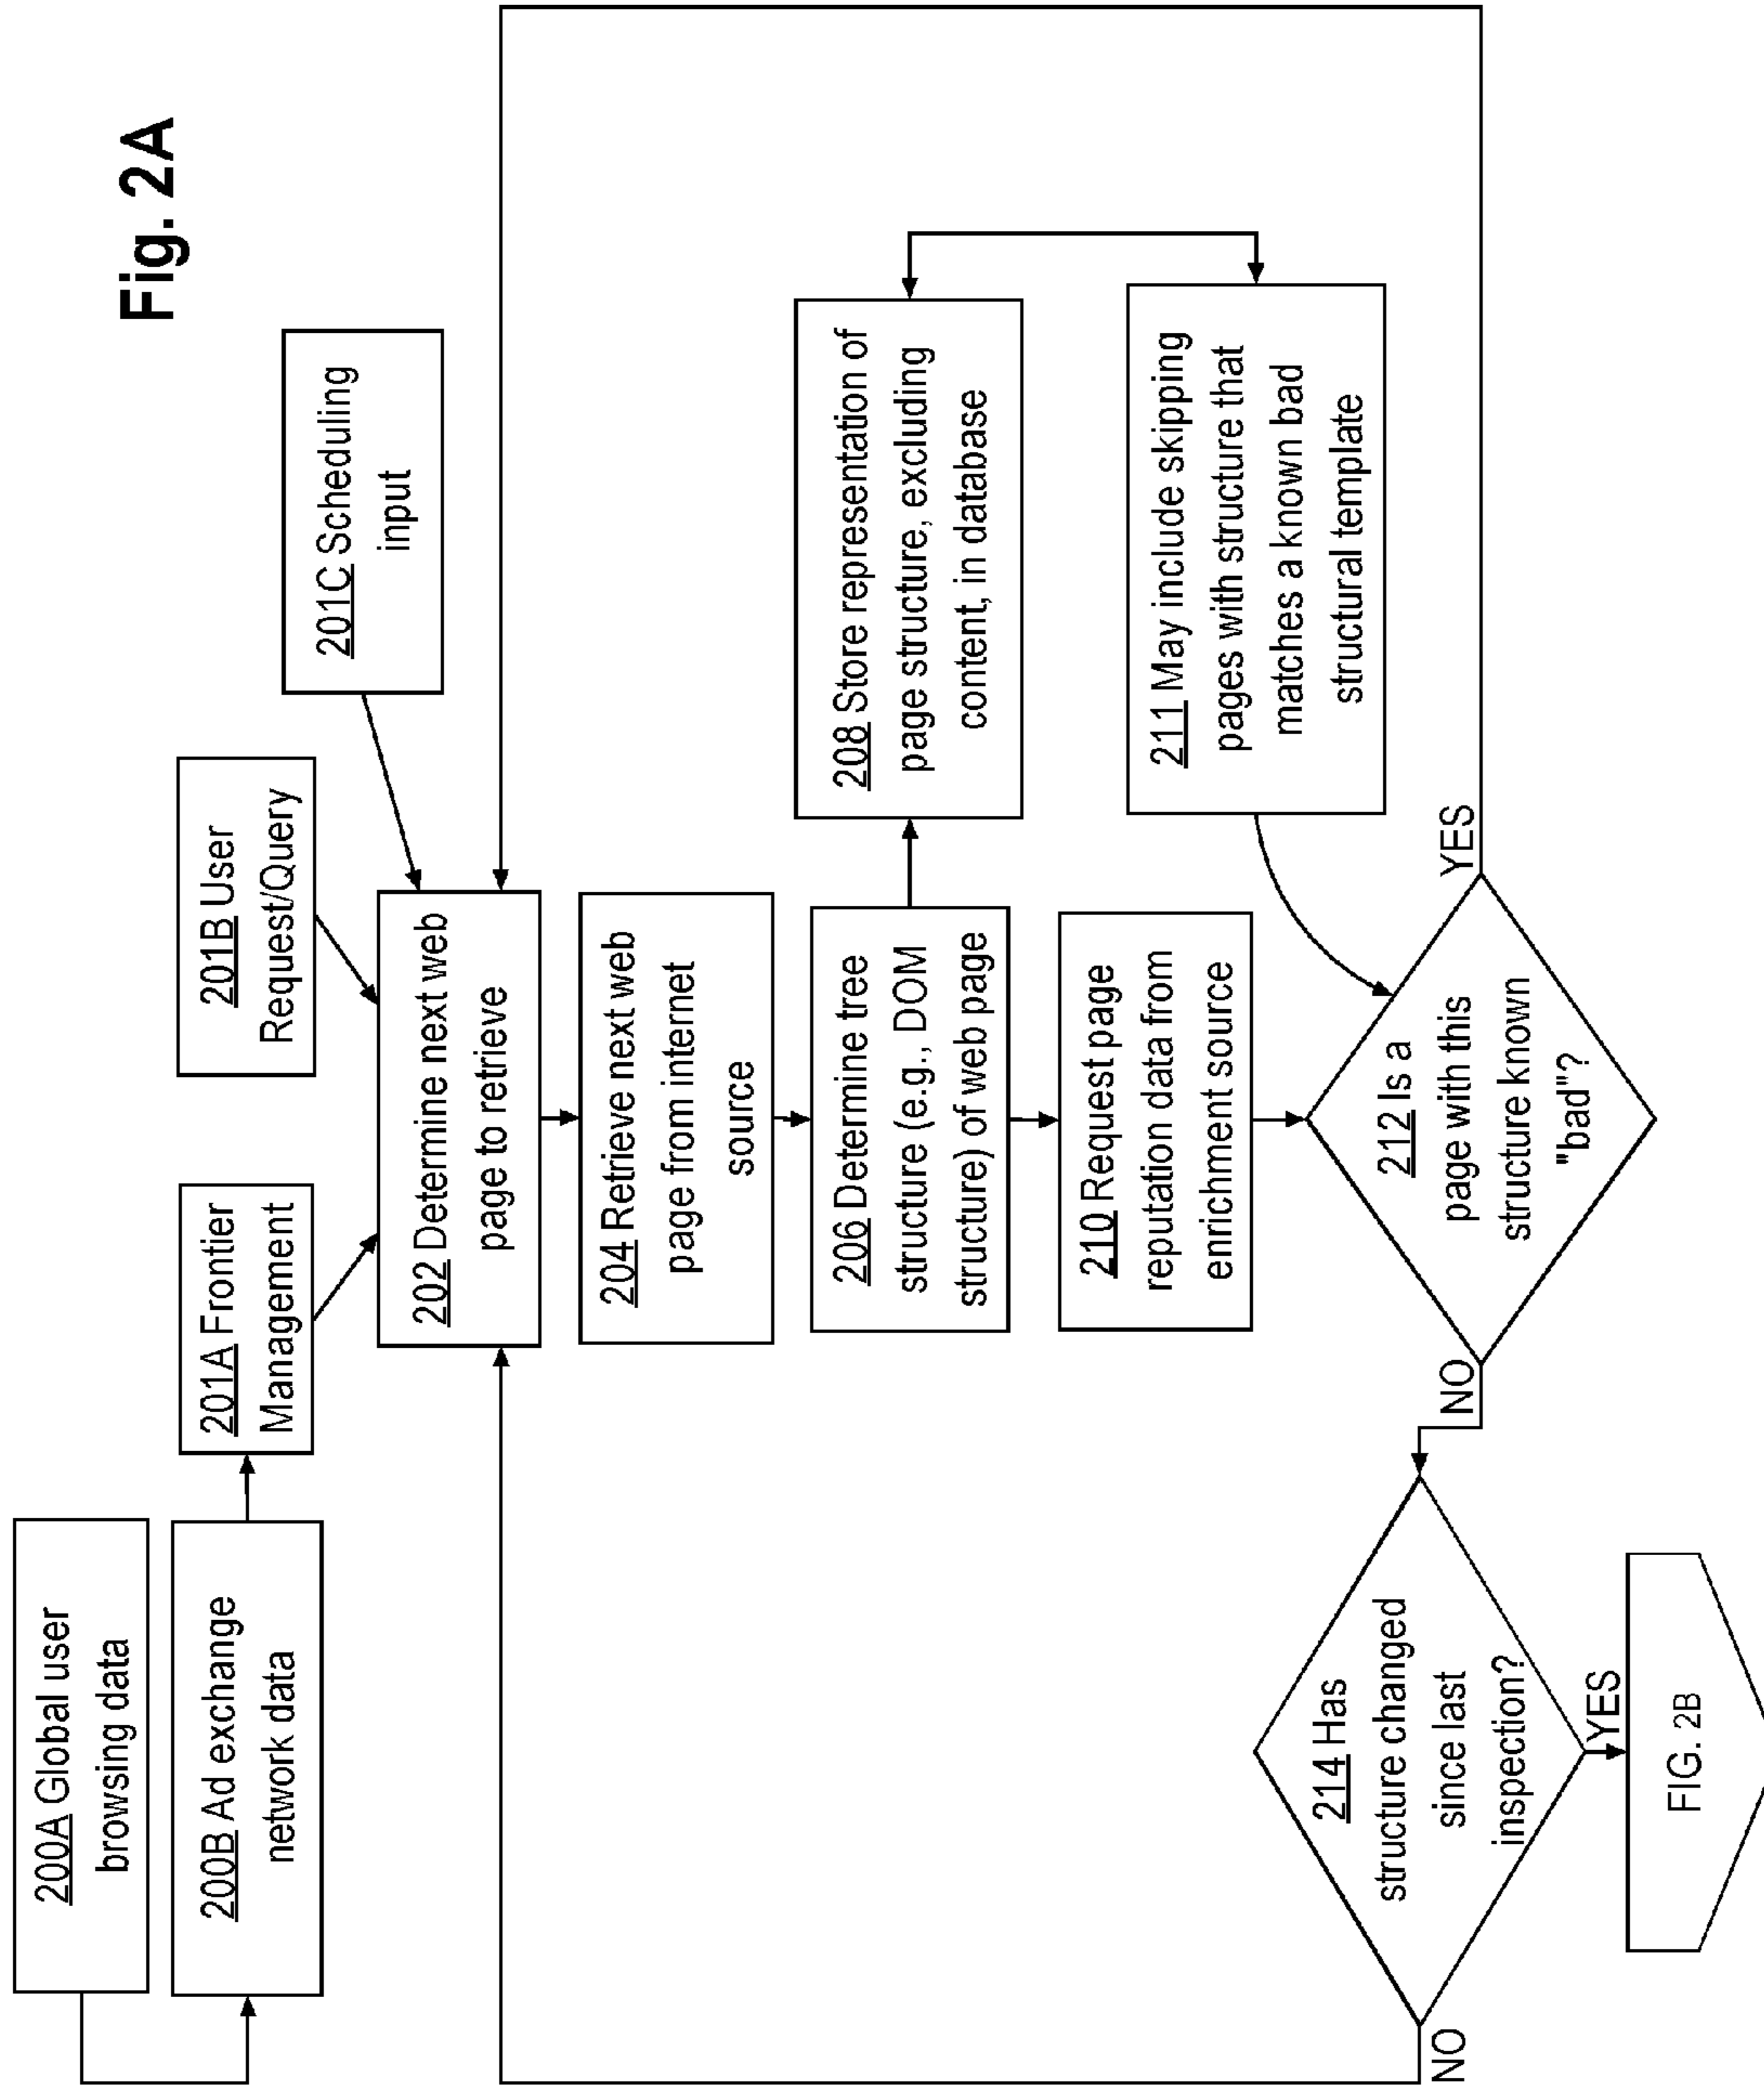 Fig. 2A
200A Global user
browsing data
200B Ad exchange
network data
201A Frontier
Management
201B User
Request/Query
201C Scheduling
input
202 Determine next web
page to retrieve
204 Retrieve next web
page from internet
source
206 Determine tree
structure (e.g., DOM
structure) of web page
208 Store representation of
page structure, excluding
content, in database
210 Request page
reputation data from
enrichment source
211 May include skipping
pages with structure that
matches a known bad
structural template
212 Is a
page with this
structure known
"bad"?
YES
NO
214 Has
structure changed
since last
inspection?
NO
YES
FIG. 2B